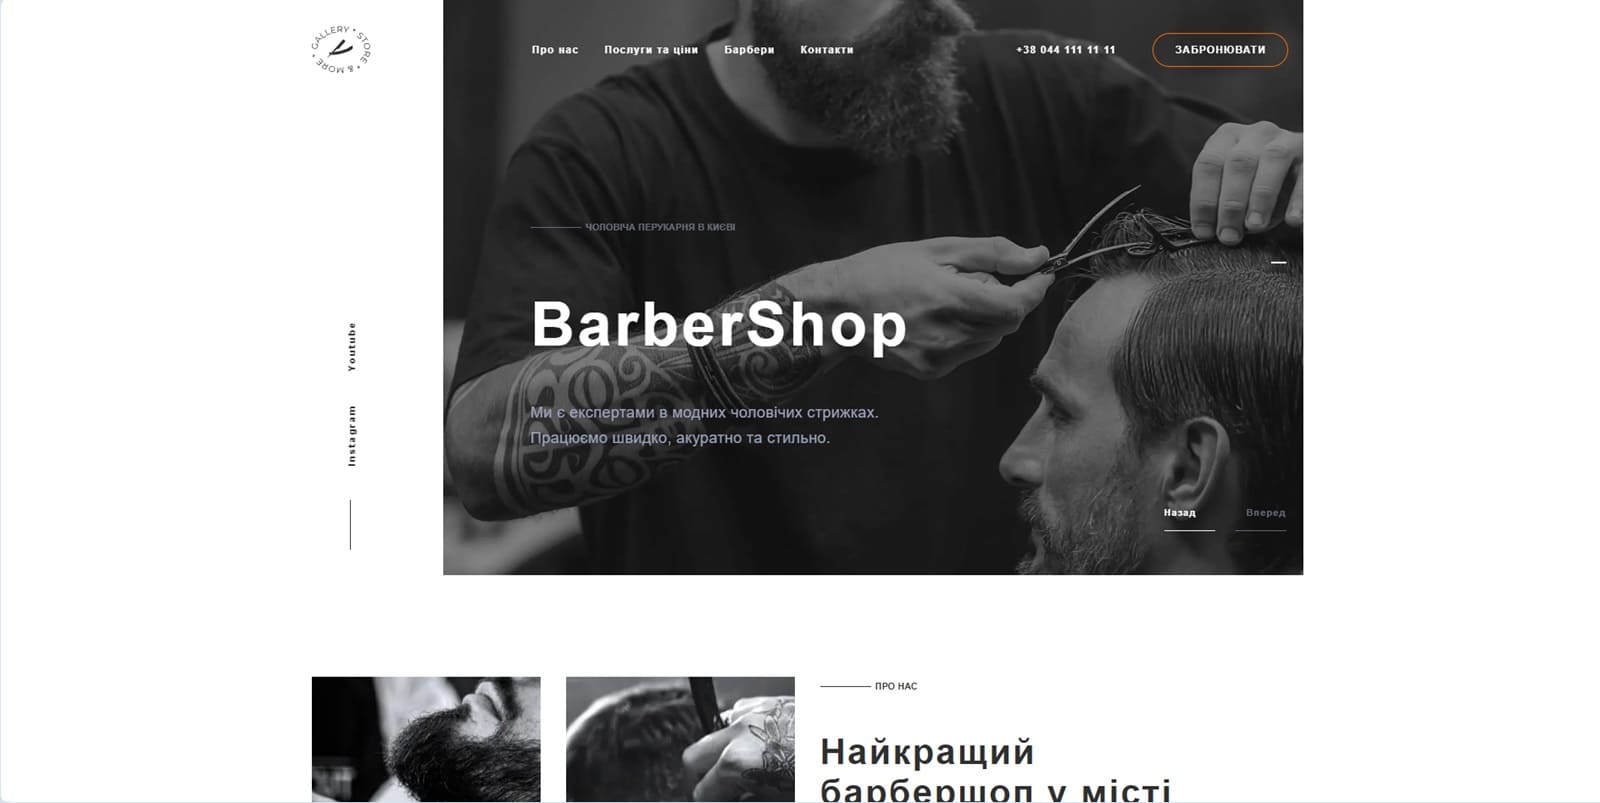 GALLERY • STORE • & MORE •
Про нас
Послуги та ціни
Барбери
Контакти
+38 044 111 11 11
ЗАБРОНЮВАТИ
ЧОЛОВІЧА ПЕРУКАРНЯ В КИЄВІ
BarberShop
Youtube
Instagram
Ми є експертами в модних чоловічих стрижках.
Працюємо швидко, акуратно та стильно.
Назад
Вперед
ПРО НАС
Найкращий
барбершоп у місті